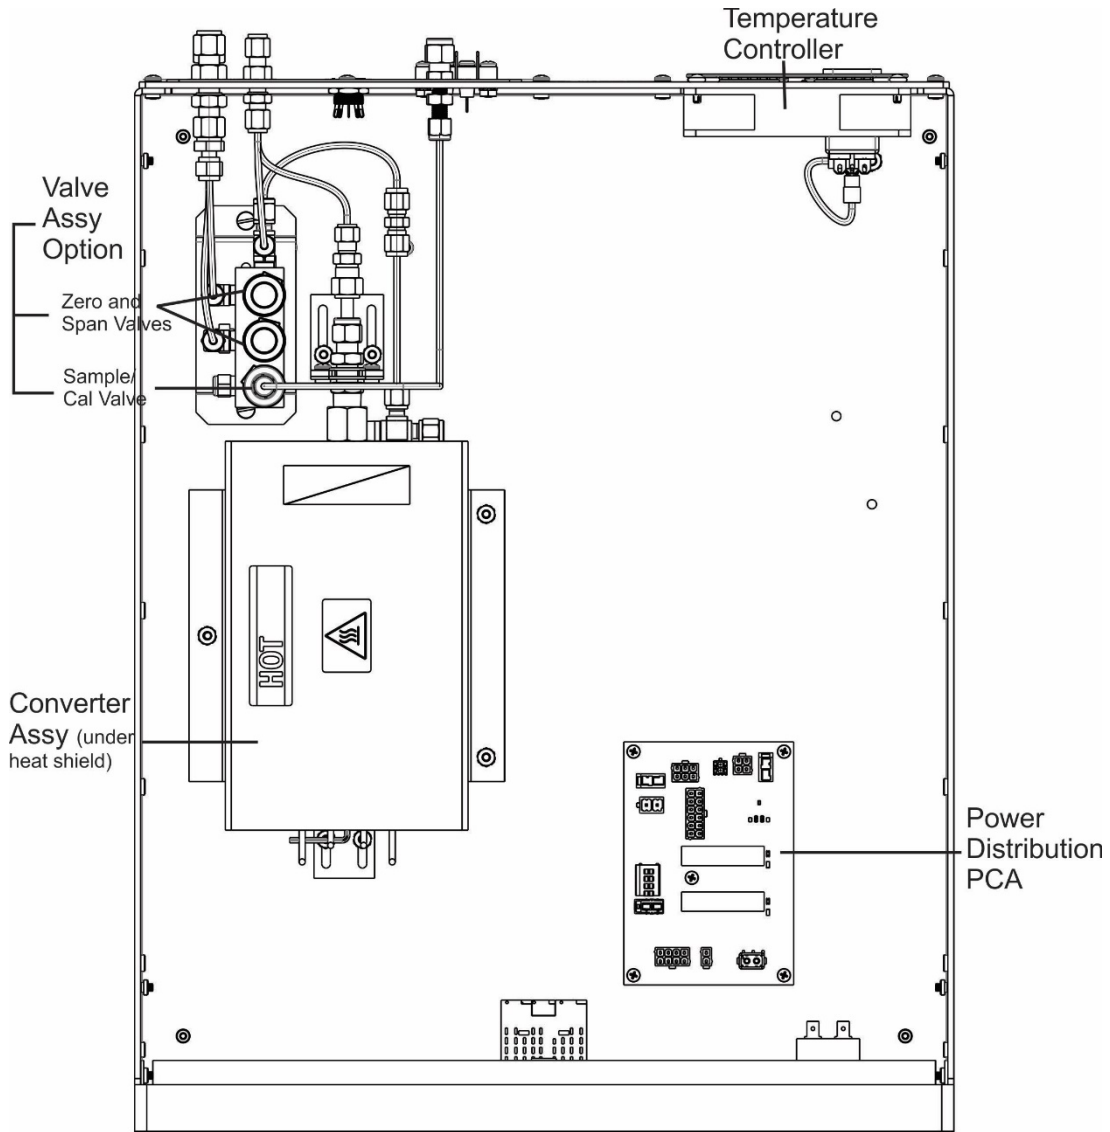 Temperature
Controller
Valve
Assy
Option
Zero and
Span Valves
Sample/
Cal Valve
HOT
Converter
Assy (under
heat shield)
Power
Distribution
PCA